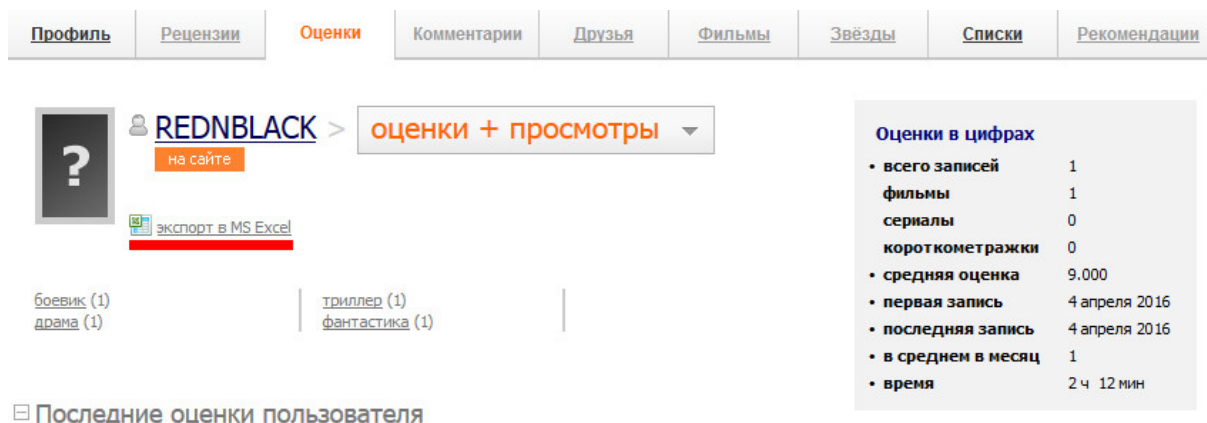 Профиль Рецензии Оценки Комментарии Друзья Фильмы Звёзды Списки Рекомендации
?
REDNBLACK > оценки + просмотры
на сайте
экспорт в MS Excel
боевик (1)
драма (1)
триллер (1)
фантастика (1)
Оценки в цифрах
• всего записей 1
фильмы 1
сериалы 0
короткометражки 0
• средняя оценка 9.000
• первая запись 4 апреля 2016
• последняя запись 4 апреля 2016
• в среднем в месяц 1
• время 2 ч 12 мин
Последние оценки пользователя